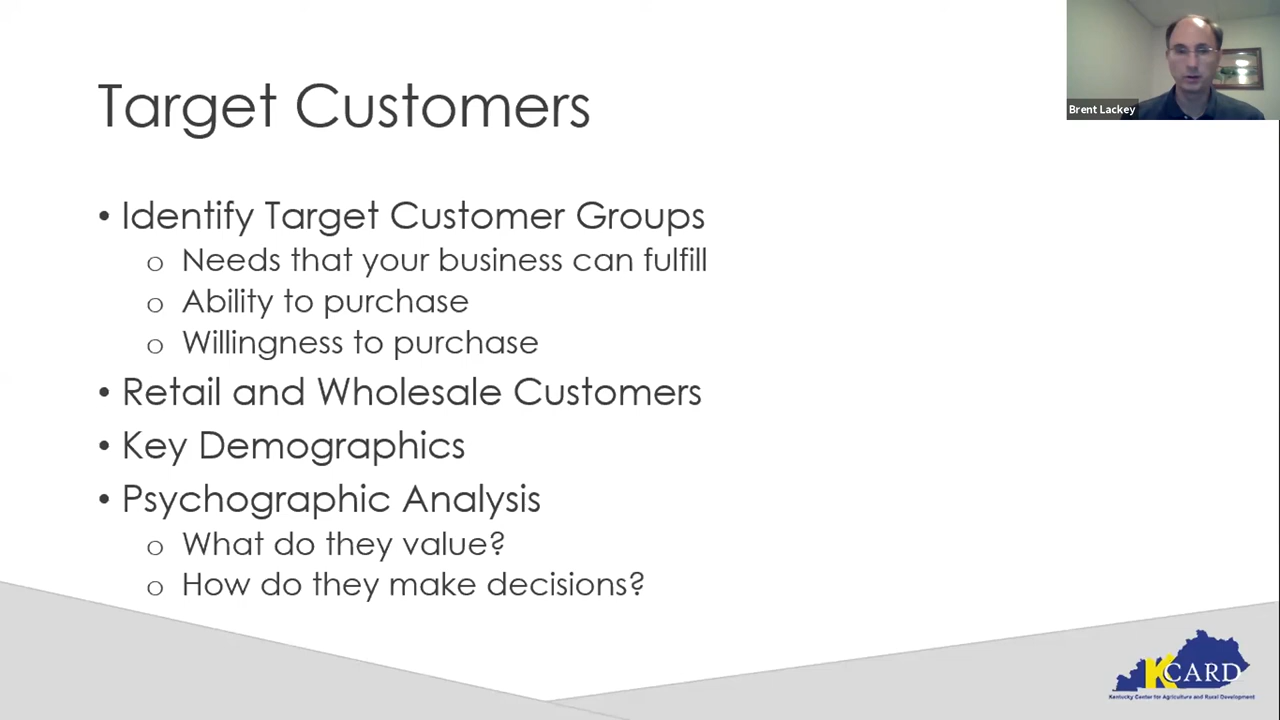 Target Customers
Brent Lackey
• Identify Target Customer Groups
o Needs that your business can fulfill
o Ability to purchase
o Willingness to purchase
• Retail and Wholesale Customers
• Key Demographics
• Psychographic Analysis
o What do they value?
o How do they make decisions?
KCARD
Kentucky Center for Agriculture and Rural Development